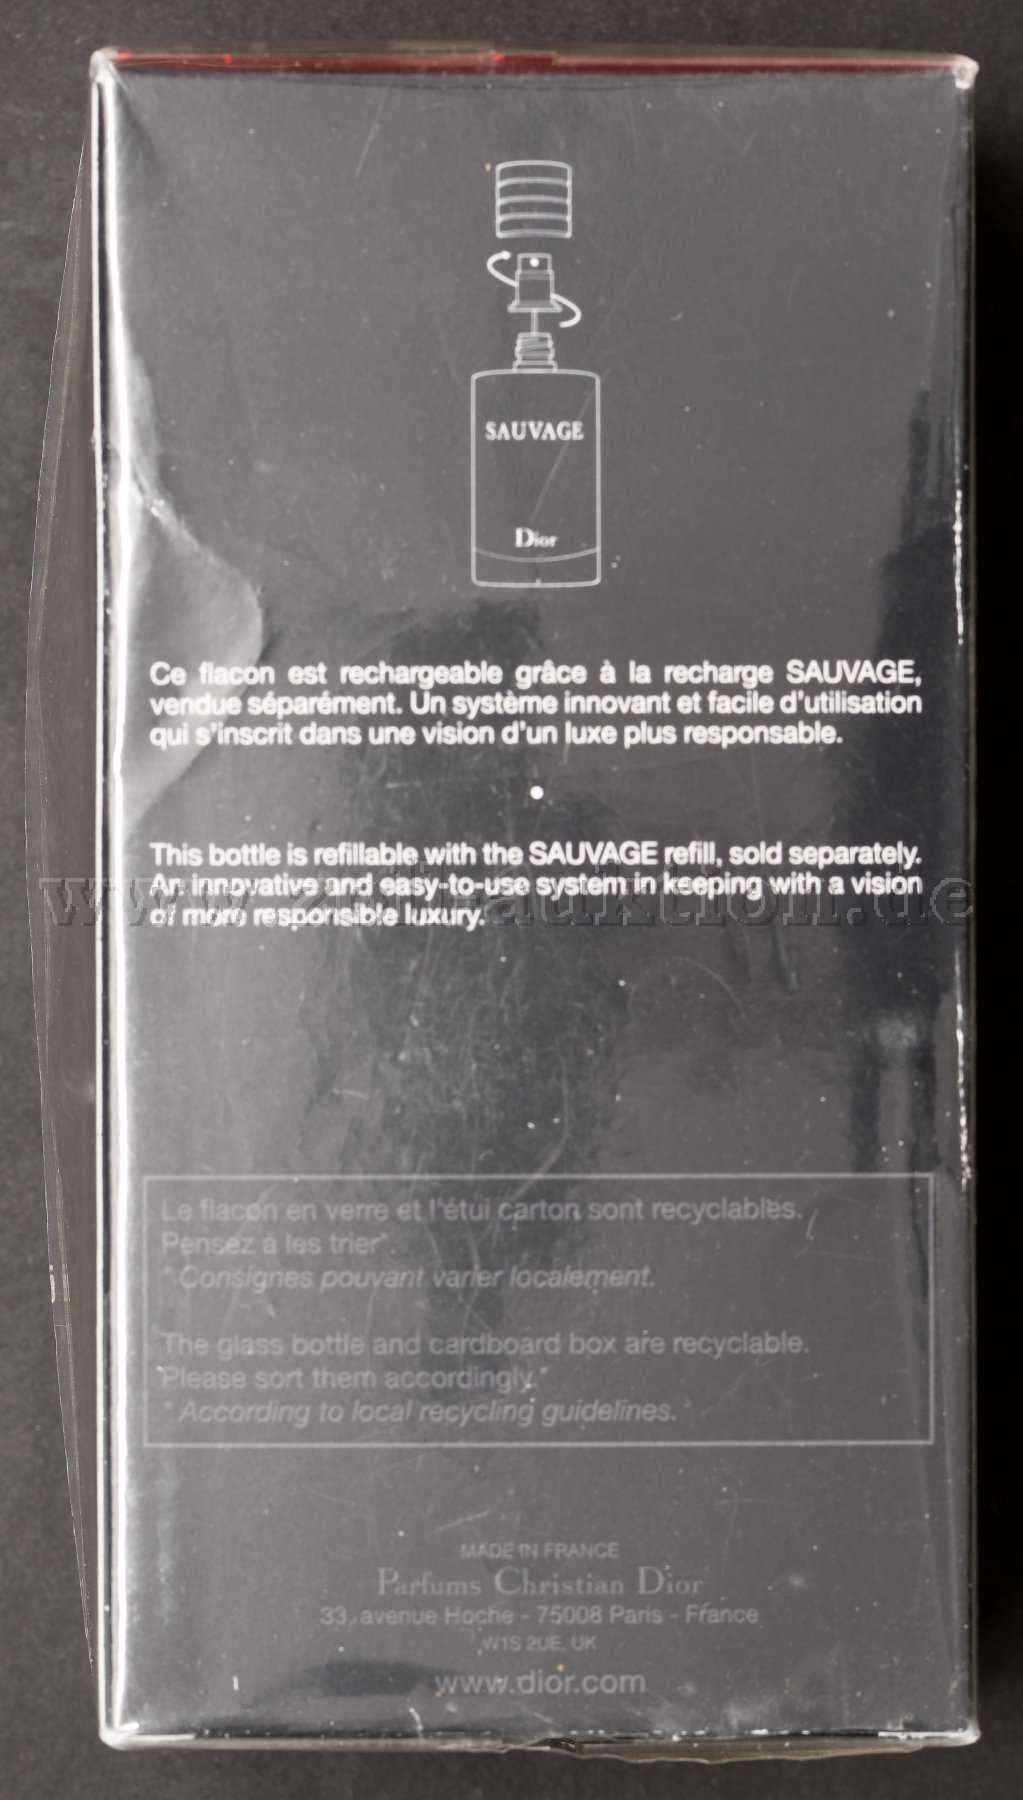 SAUVAGE
Dior
Ce flacon est rechargeable grâce à la recharge SAUVAGE,
vendue séparément. Un système innovant et facile d'utilisation
qui s'inscrit dans une vision d'un luxe plus responsable.
This bottle is refillable with the SAUVAGE refill, sold separately.
An innovative and easy-to-use system in keeping with a vision
of more responsible luxury.
www.zoll-auktion.de
Le flacon en verre et l'étui carton sont recyclables.
Pensez à les trier*.
* Consignes pouvant varier localement.
The glass bottle and cardboard box are recyclable.
Please sort them accordingly.*
* According to local recycling guidelines.
MADE IN FRANCE
Parfums Christian Dior
33, avenue Hoche - 75008 Paris - France
W1S 2UE, UK
www.dior.com